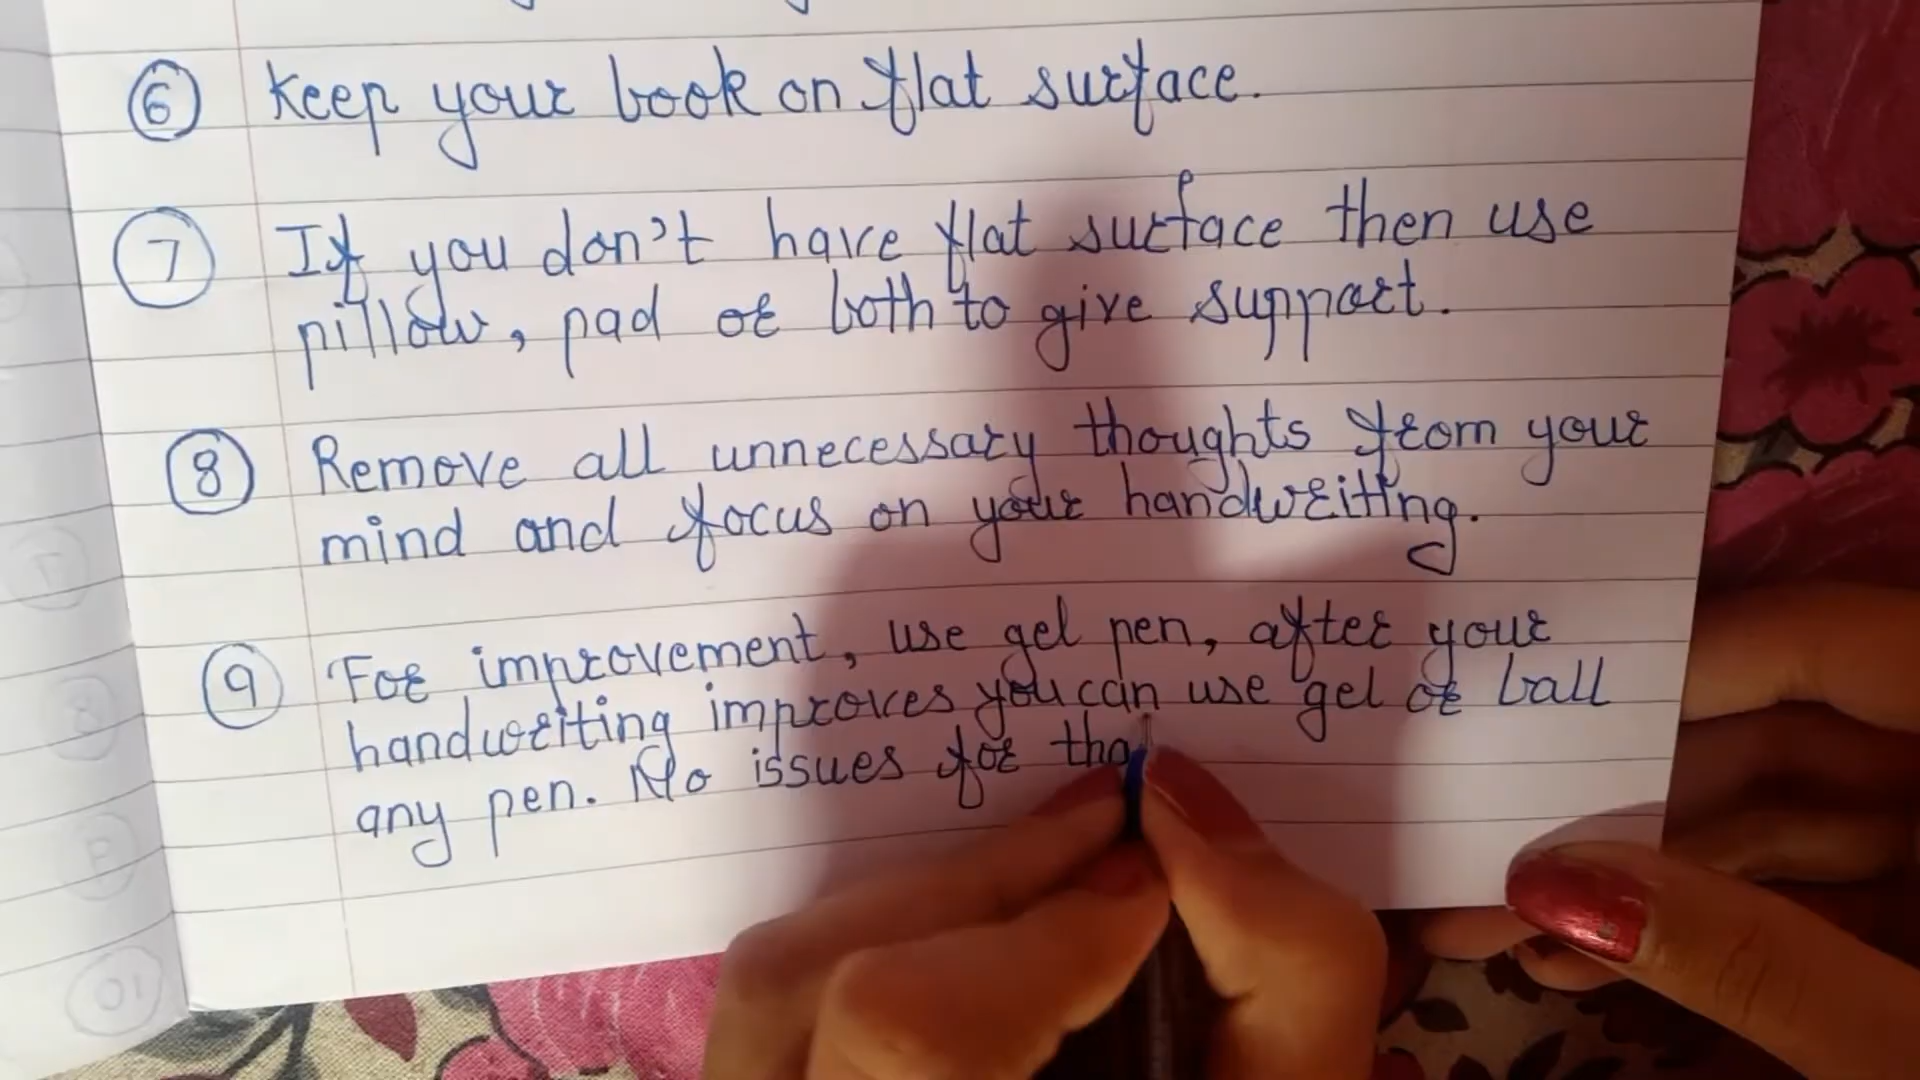 6 Keep your book on flat surface.
7 If you don't have flat surface then use
pillow, pad or both to give support.
8 Remove all unnecessary thoughts from your
mind and focus on your handwriting.
9 For improvement, use gel pen, after your
handwriting improves you can use gel or ball
any pen. No issues for tha